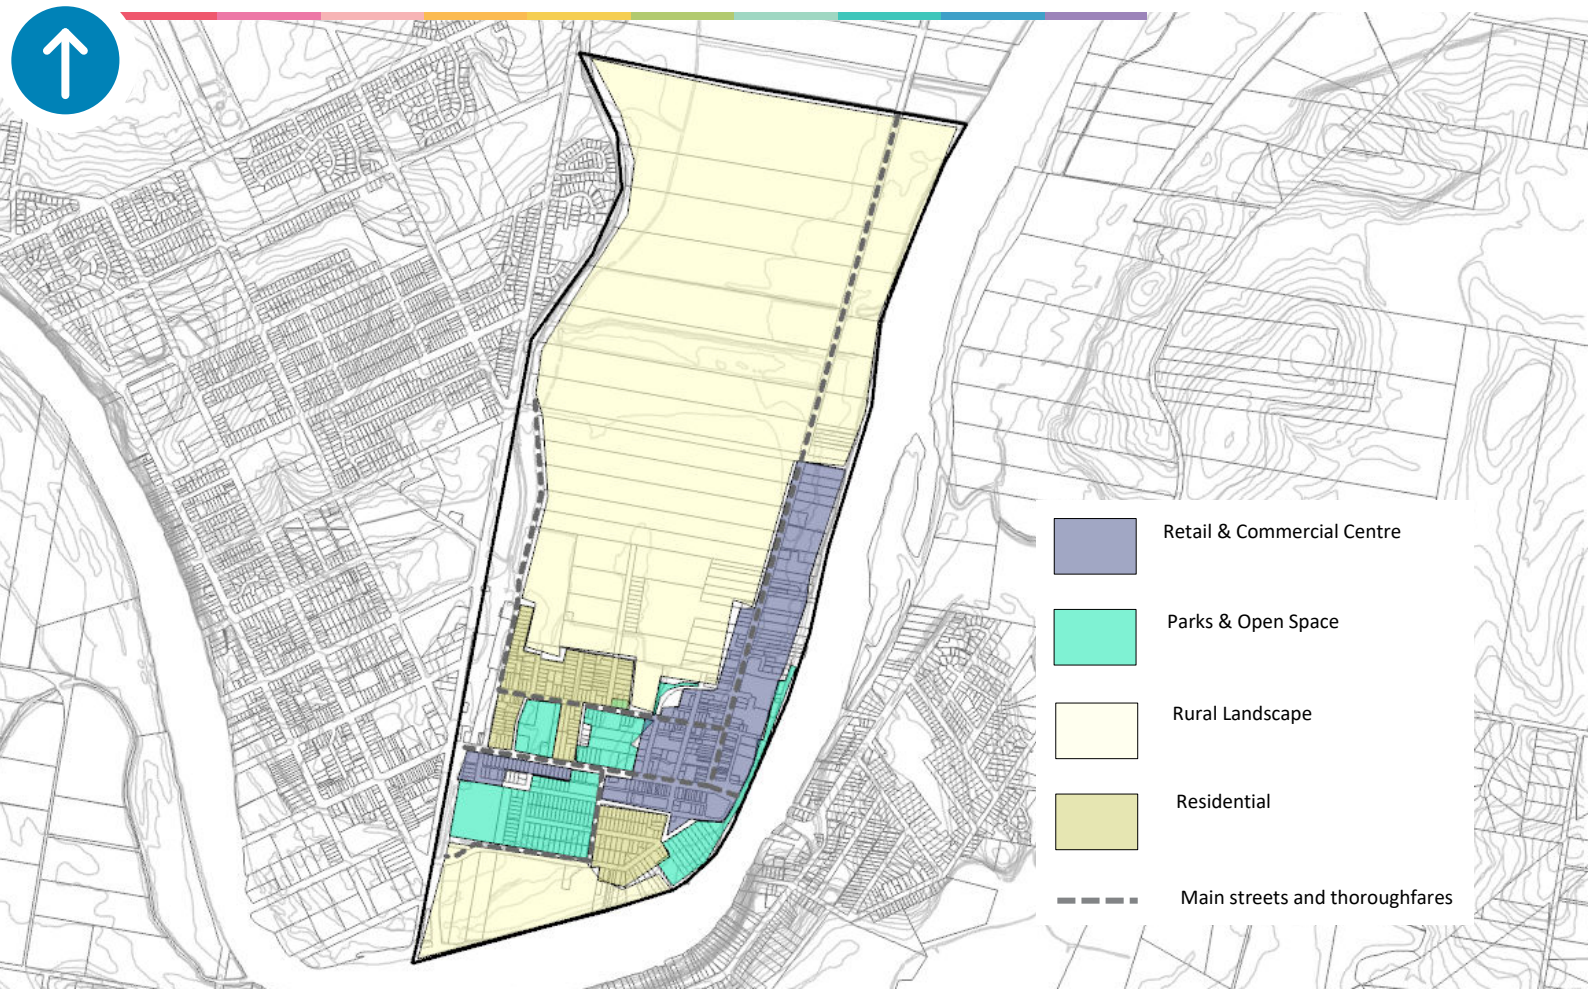 Retail & Commercial Centre
Parks & Open Space
Rural Landscape
Residential
Main streets and thoroughfares